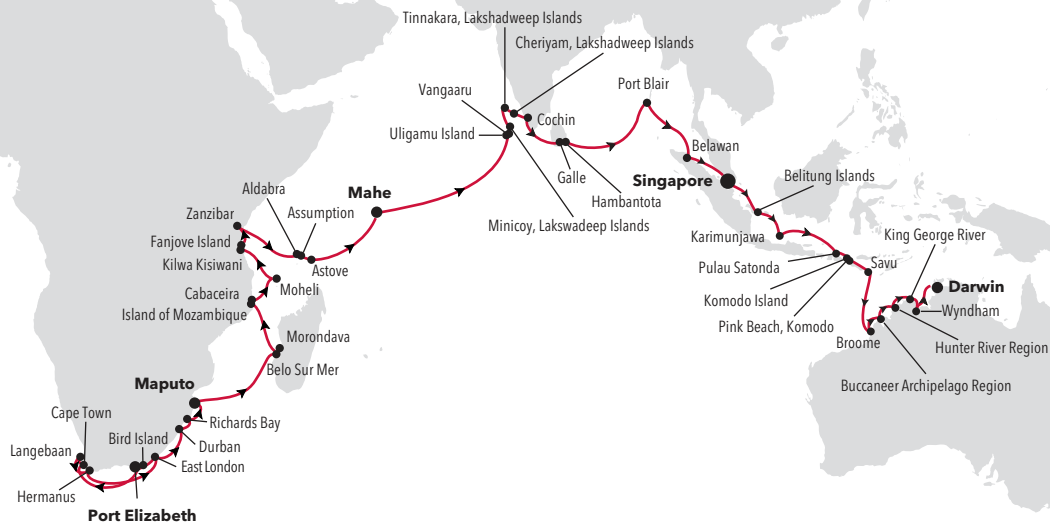 Tinnakara, Lakshadweep Islands
Cheriyam, Lakshadweep Islands
Vangaaru
Port Blair
Cochin
Uligamu Island
Belawan
Galle
Singapore
Belitung Islands
Hambantota
Aldabra
Mahe
Zanzibar
Assumption
Minicoy, Lakswadeep Islands
Karimunjawa
King George River
Fanjove Island
Kilwa Kisiwani
Astove
Pulau Satonda
Savu
Moheli
Cabaceira
Darwin
Komodo Island
Island of Mozambique
Wyndham
Pink Beach, Komodo
Morondava
Broome
Hunter River Region
Belo Sur Mer
Maputo
Buccaneer Archipelago Region
Cape Town
Richards Bay
Bird Island
Durban
Langebaan
East London
Hermanus
Port Elizabeth